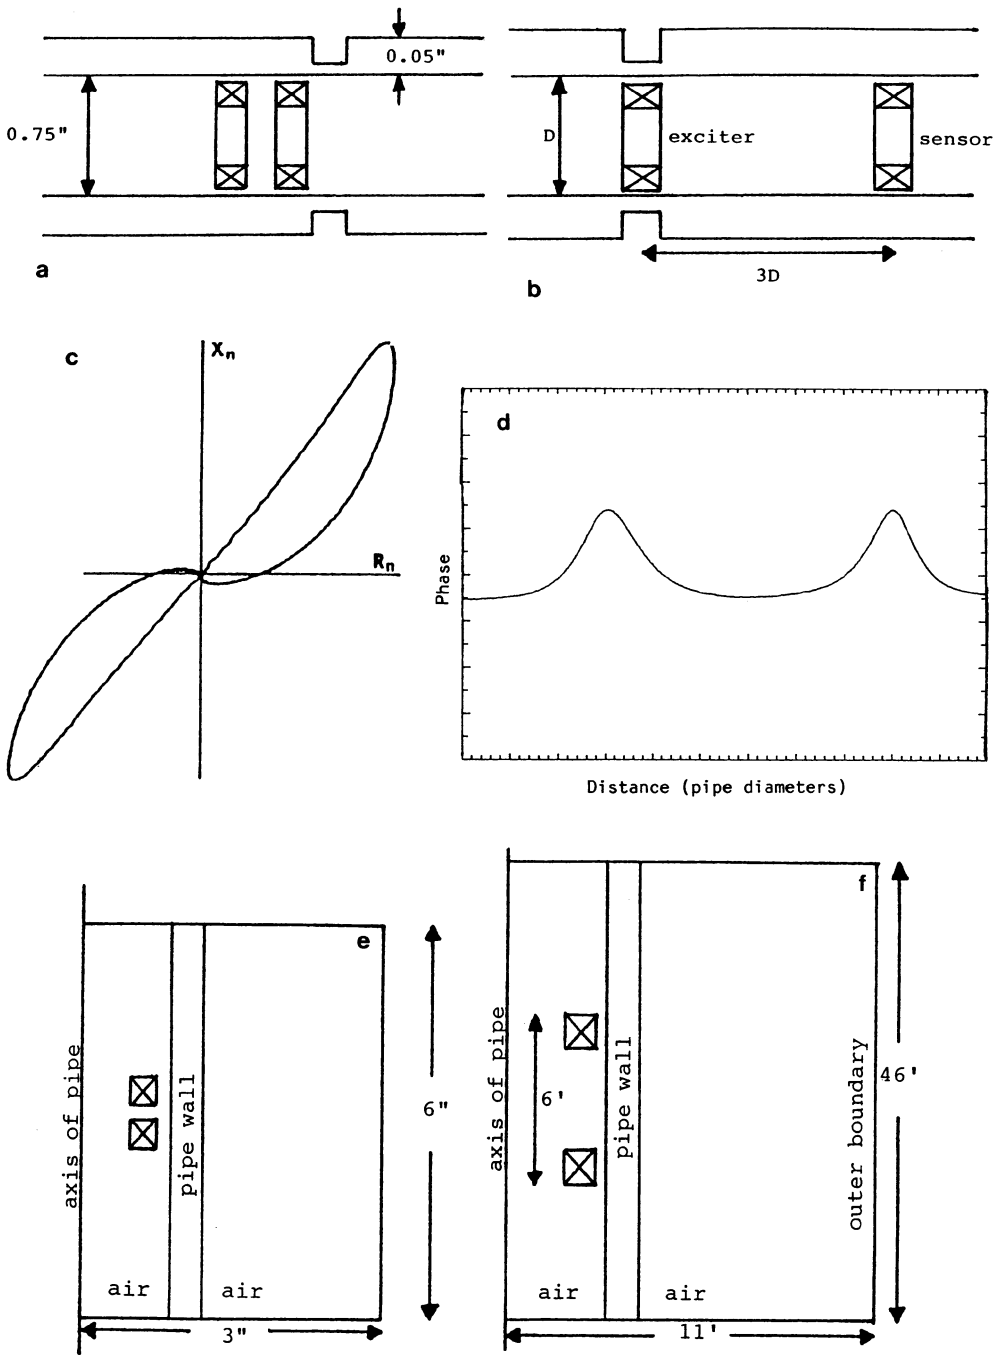 0.05"
0.75"
a
D
exciter
sensor
3D
b
c
Xn
Rn
d
Phase
Distance (pipe diameters)
e
axis of pipe
pipe wall
6"
air
air
3"
f
axis of pipe
6'
pipe wall
outer boundary
46'
air
air
11'